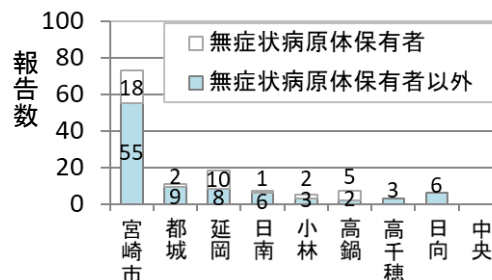 100
80
60
40
20
0
報告数
無症状病原体保有者
無症状病原体保有者以外
18
55
2
9
10
8
1
6
2
3
5
2
3
6
宮崎市
都城
延岡
日南
小林
高鍋
高千穂
日向
中央